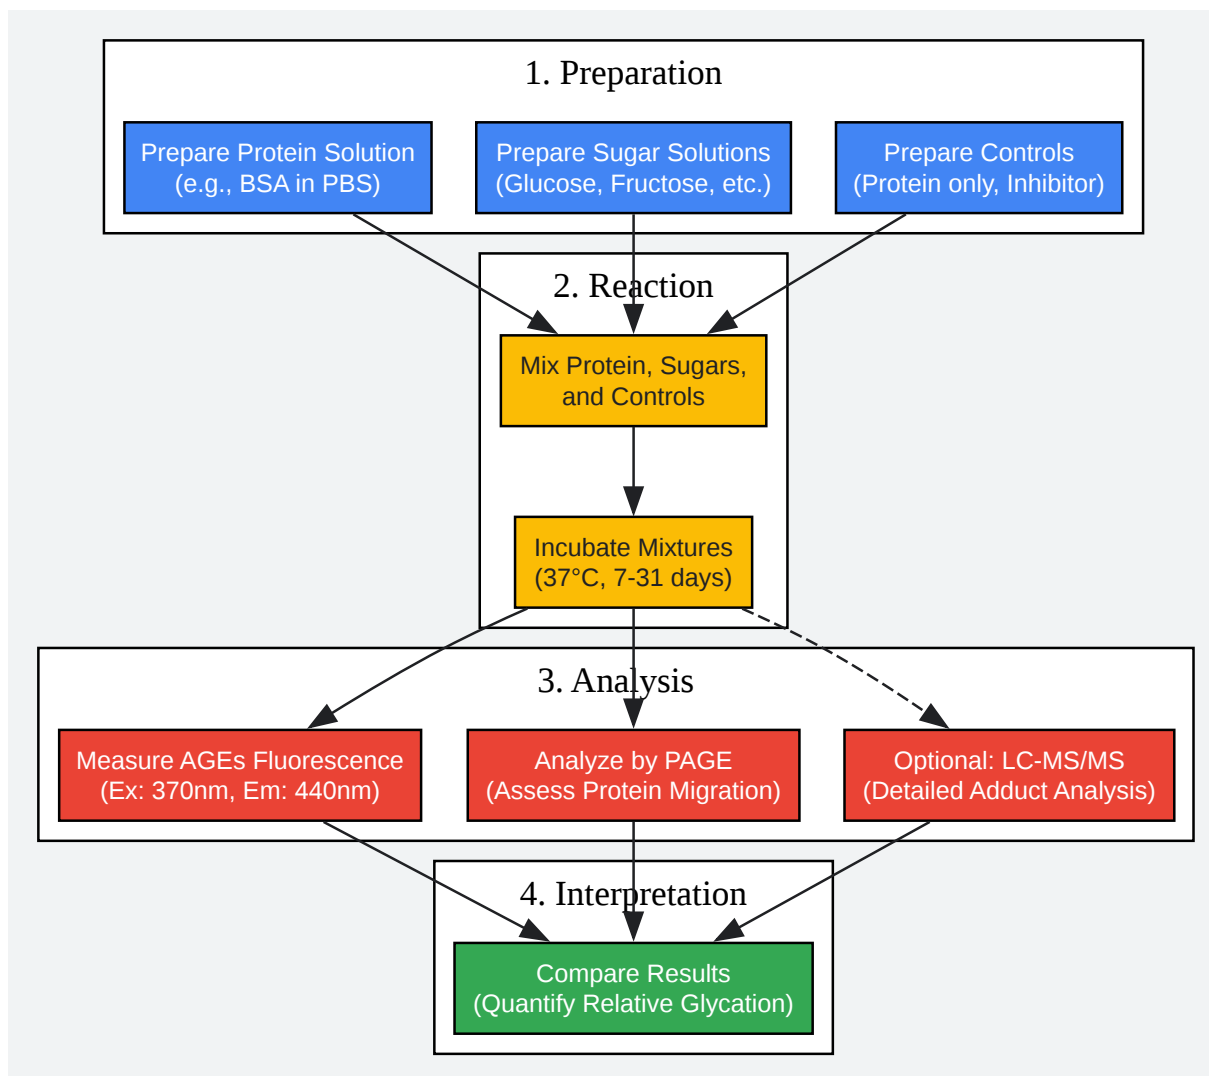 1. Preparation
Prepare Protein Solution
(e.g., BSA in PBS)
Prepare Sugar Solutions
(Glucose, Fructose, etc.)
Prepare Controls
(Protein only, Inhibitor)
2. Reaction
Mix Protein, Sugars,
and Controls
Incubate Mixtures
(37°C, 7-31 days)
3. Analysis
Measure AGEs Fluorescence
(Ex: 370nm, Em: 440nm)
Analyze by PAGE
(Assess Protein Migration)
Optional: LC-MS/MS
(Detailed Adduct Analysis)
4. Interpretation
Compare Results
(Quantify Relative Glycation)